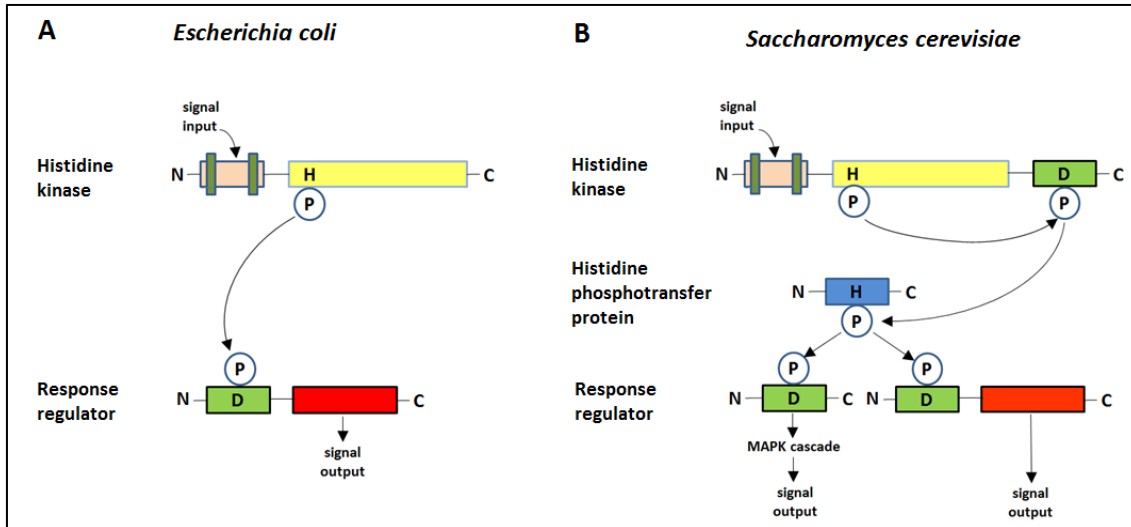 A
Escherichia coli
signal
input
Histidine
kinase
N
H
C
P
P
Response
regulator
N
D
C
signal
output
B
Saccharomyces cerevisiae
signal
input
Histidine
kinase
N
H
D
C
P
P
Histidine
phosphotransfer
protein
N
H
C
P
P
P
Response
regulator
N
D
C
N
D
C
MAPK cascade
signal
output
signal
output